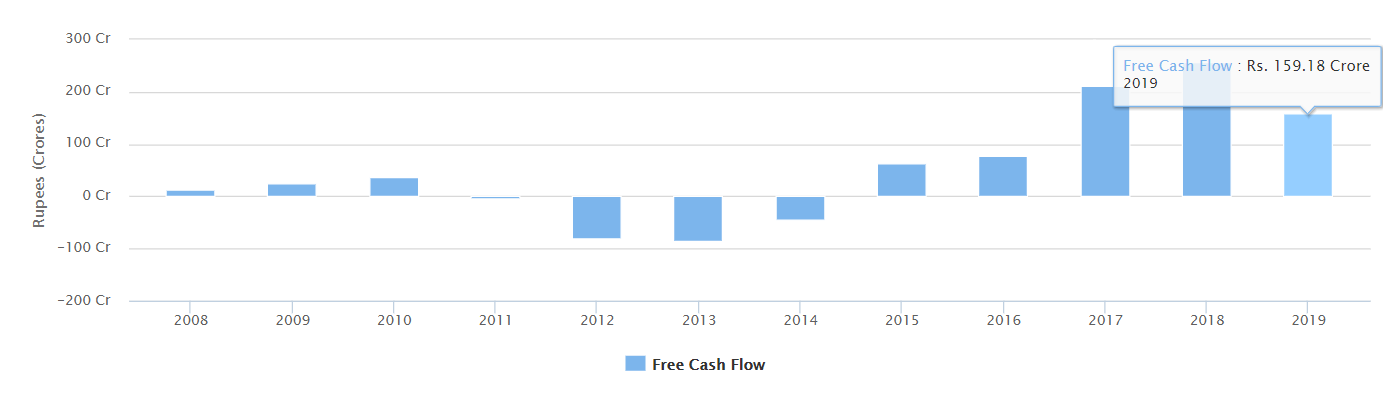 300 Cr
200 Cr
100 Cr
0 Cr
-100 Cr
-200 Cr
Rupees (Crores)
Free Cash Flow : Rs. 159.18 Crore
2019
2008 2009 2010 2011 2012 2013 2014 2015 2016 2017 2018 2019
Free Cash Flow